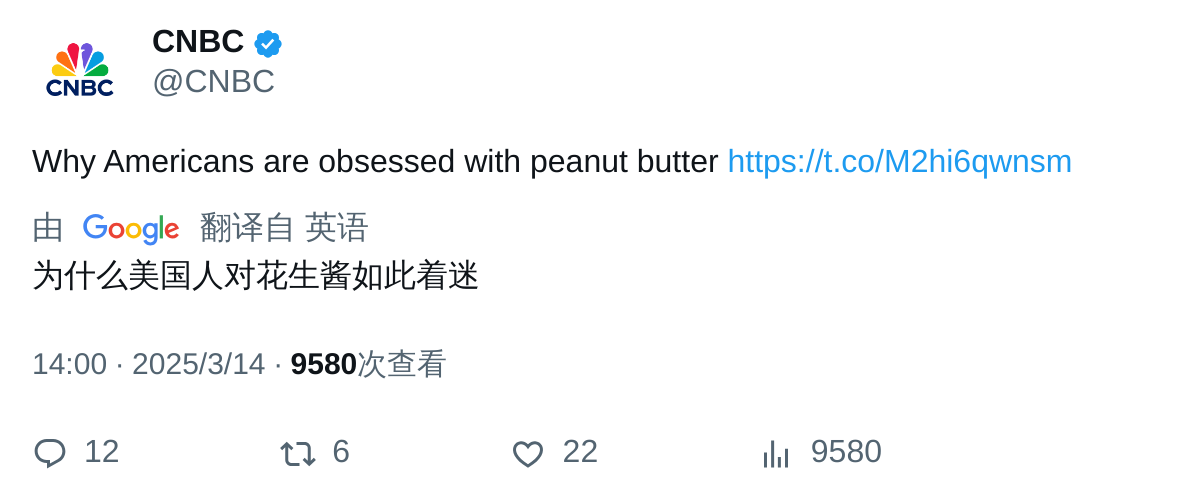 CNBC
CNBC
@CNBC
Why Americans are obsessed with peanut butter https://t.co/M2hi6qwnsm
由 Google 翻译自 英语
为什么美国人对花生酱如此着迷
14:00 · 2025/3/14 · 9580次查看
12 6 22 9580